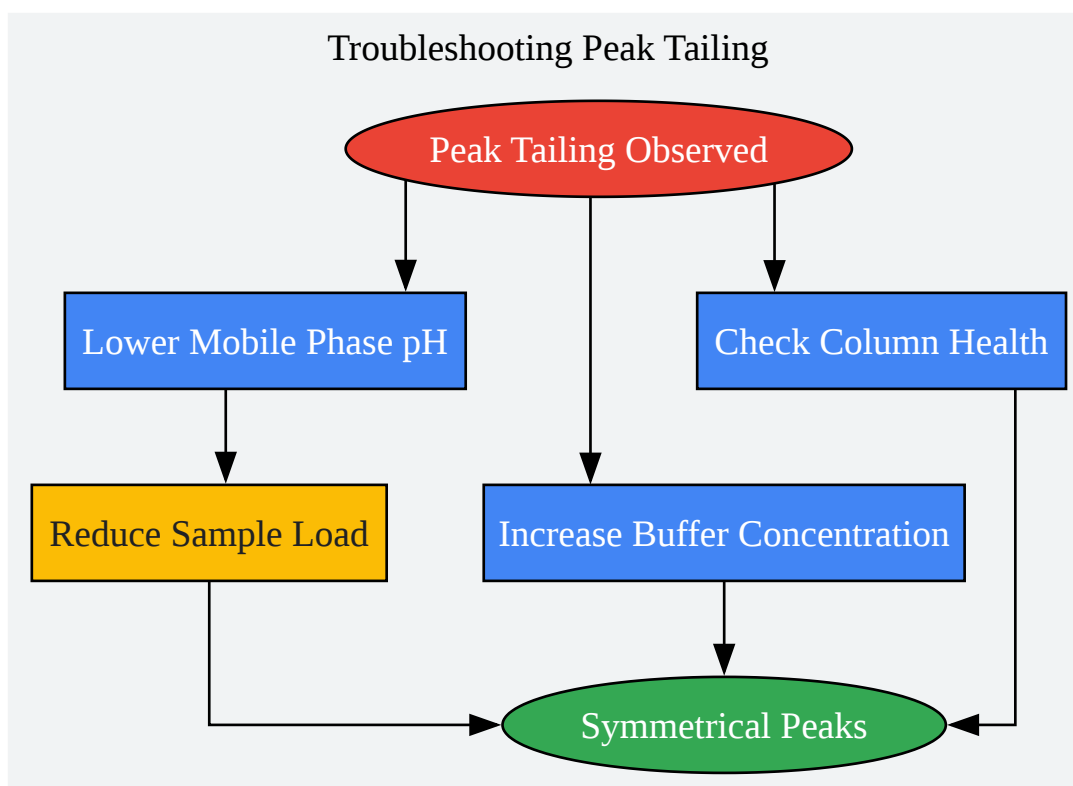 Troubleshooting Peak Tailing
Peak Tailing Observed
Lower Mobile Phase pH
Check Column Health
Reduce Sample Load
Increase Buffer Concentration
Symmetrical Peaks